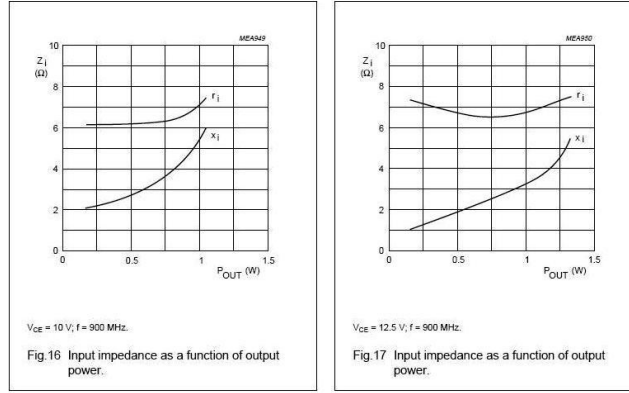 MEA949
10
Z i
(Ω)
8
r i
6
x i
4
2
0
0
0.5
1
1.5
P OUT (W)
V CE = 10 V; f = 900 MHz.
Fig.16 Input impedance as a function of output
power.
MEA950
10
Z i
(Ω)
8
r i
6
x i
4
2
0
0
0.5
1
1.5
P OUT (W)
V CE = 12.5 V; f = 900 MHz.
Fig.17 Input impedance as a function of output
power.